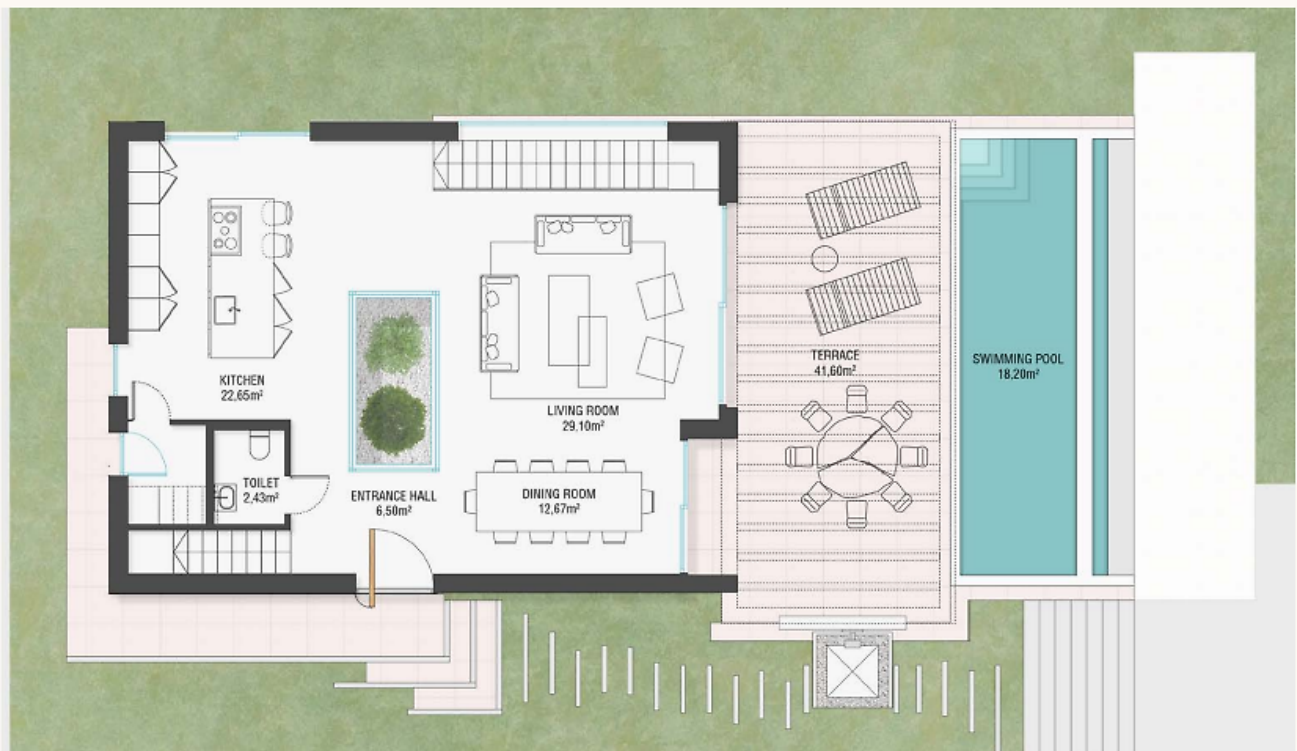 KITCHEN
22,65m²
TOILET
2,43m²
ENTRANCE HALL
6,50m²
LIVING ROOM
29,10m²
DINING ROOM
12,67m²
TERRACE
41,60m²
SWIMMING POOL
18,20m²